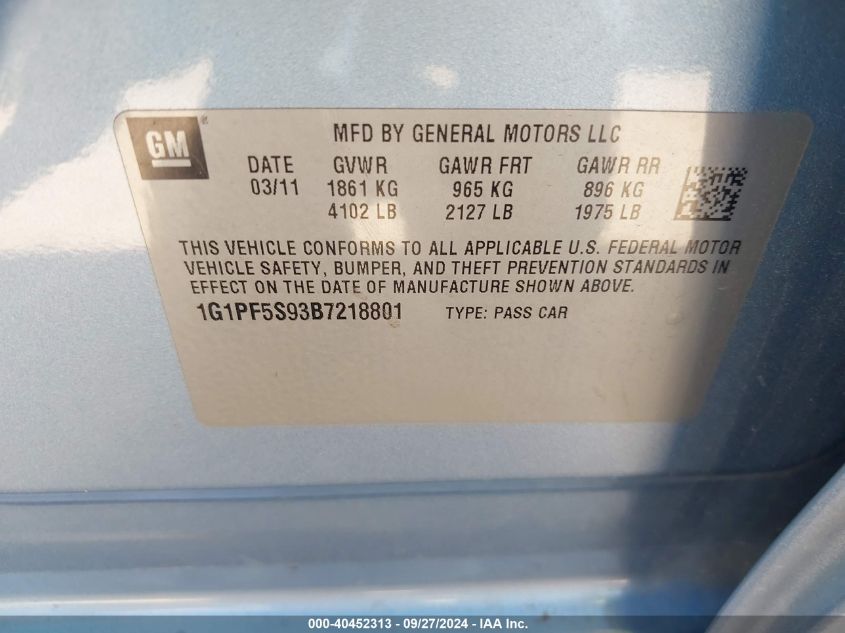 GM
MFD BY GENERAL MOTORS LLC
DATE GVWR GAWR FRT GAWR RR
03/11 1861 KG 965 KG 896 KG
4102 LB 2127 LB 1975 LB
THIS VEHICLE CONFORMS TO ALL APPLICABLE U.S. FEDERAL MOTOR
VEHICLE SAFETY, BUMPER, AND THEFT PREVENTION STANDARDS IN
EFFECT ON THE DATE OF MANUFACTURE SHOWN ABOVE.
1G1PF5S93B7218801 TYPE: PASS CAR
000-40452313 - 09/27/2024 - IAA Inc.